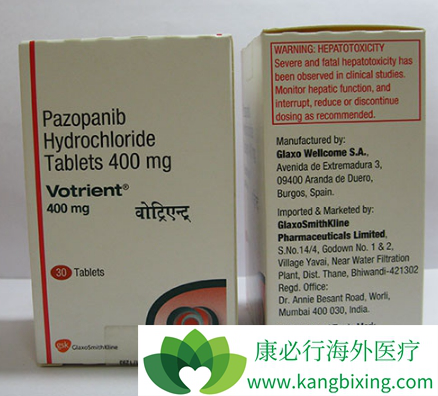 Pazopanib
Hydrochloride
Tablets 400 mg
Votrient®
400 mg
वोट्रिएन्ट
30 Tablets
gsk GlaxoSmithKline
WARNING: HEPATOTOXICITY
Severe and fatal hepatotoxicity has
been observed in clinical studies.
Monitor hepatic function, and
interrupt, reduce or discontinue
dosing as recommended.
Manufactured by:
Glaxo Wellcome S.A.,
Avenida de Extremadura 3,
09400 Aranda de Duero,
Burgos, Spain.
Imported & Marketed by:
GlaxoSmithKline
Pharmaceuticals Limited,
S.No.14/4, Godown No. 1 & 2,
Village Yavai, Near Water Filtration
Plant, Dist. Thane, Bhiwandi-421302
Regd. Office:
Dr. Annie Besant Road, Worli,
Mumbai 400 030, India.
康必行海外医疗
www.kangbixing.com